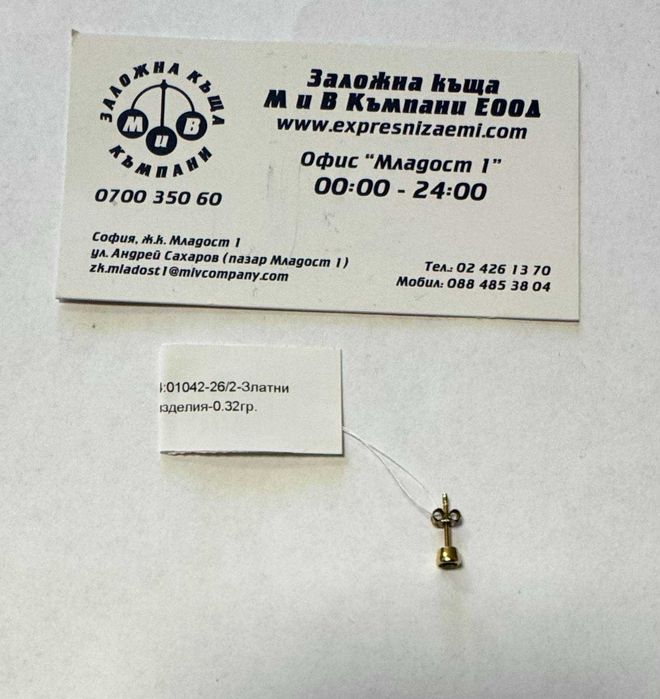 ЗАЛОЖНА КЪЩА
М и В
КЪМПАНИ
0700 350 60
Заложна къща
М и В Къмпани ЕООД
www.expresnizaemi.com
Офис "Младост 1"
00:00 - 24:00
София, ж.к. Младост 1
ул. Андрей Сахаров (пазар Младост 1)
zk.mladost1@mivcompany.com
Тел.: 02 426 13 70
Мобил: 088 485 38 04
:01042-26/2-Златни
зделия-0.32гр.